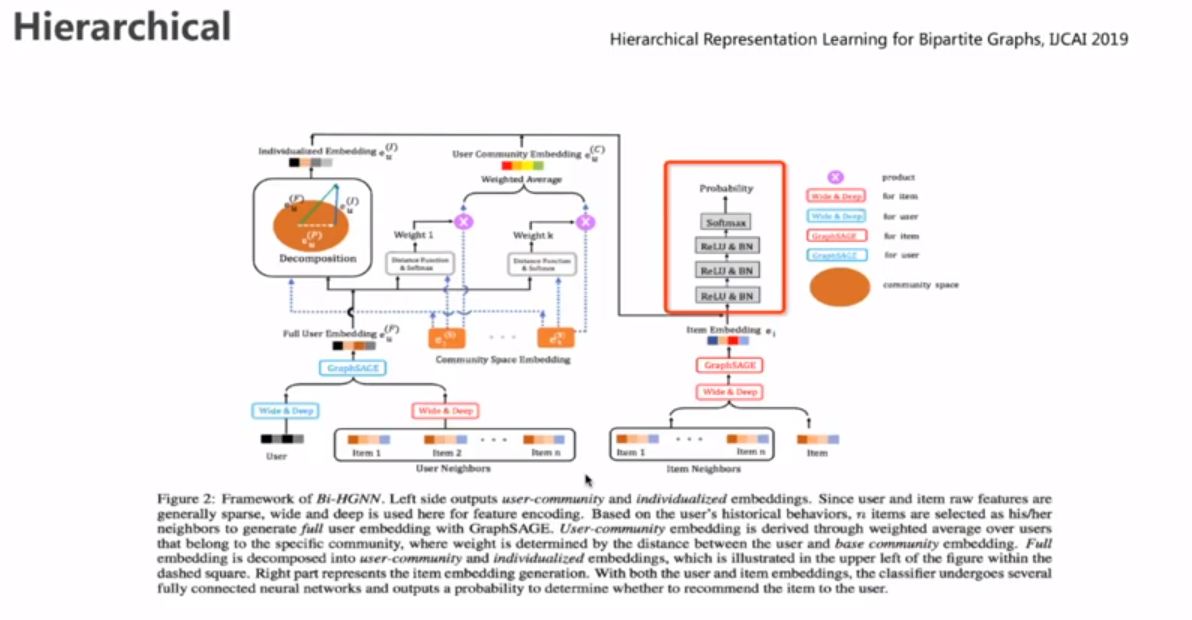 Hierarchical
Hierarchical Representation Learning for Bipartite Graphs, IJCAI 2019
Individualized Embedding e_u^(I)
User Community Embedding e_u^(C)
Weighted Average
Probability
Softmax
ReLU & BN
ReLU & BN
ReLU & BN
X product
Wide & Deep for item
Wide & Deep for user
GraphSAGE for item
GraphSAGE for user
community space
e_u^(F)
e_u^(I)
e_u^(P)
Decomposition
X
X
Weight 1
Weight k
Distance Function
& Softmax
Distance Function
& Softmax
Full User Embedding e_u^(F)
e^(S)
. . .
e^(S)
Community Space Embedding
Item Embedding e_i
GraphSAGE
GraphSAGE
Wide & Deep
Wide & Deep
Wide & Deep
User
Item 1
Item 2
. . .
Item n
User Neighbors
Item 1
. . .
Item n
Item Neighbors
Item
Figure 2: Framework of Bi-HGNN. Left side outputs user-community and individualized embeddings. Since user and item raw features are
generally sparse, wide and deep is used here for feature encoding. Based on the user's historical behaviors, n items are selected as his/her
neighbors to generate full user embedding with GraphSAGE. User-community embedding is derived through weighted average over users
that belong to the specific community, where weight is determined by the distance between the user and base community embedding. Full
embedding is decomposed into user-community and individualized embeddings, which is illustrated in the upper left of the figure within the
dashed square. Right part represents the item embedding generation. With both the user and item embeddings, the classifier undergoes several
fully connected neural networks and outputs a probability to determine whether to recommend the item to the user.